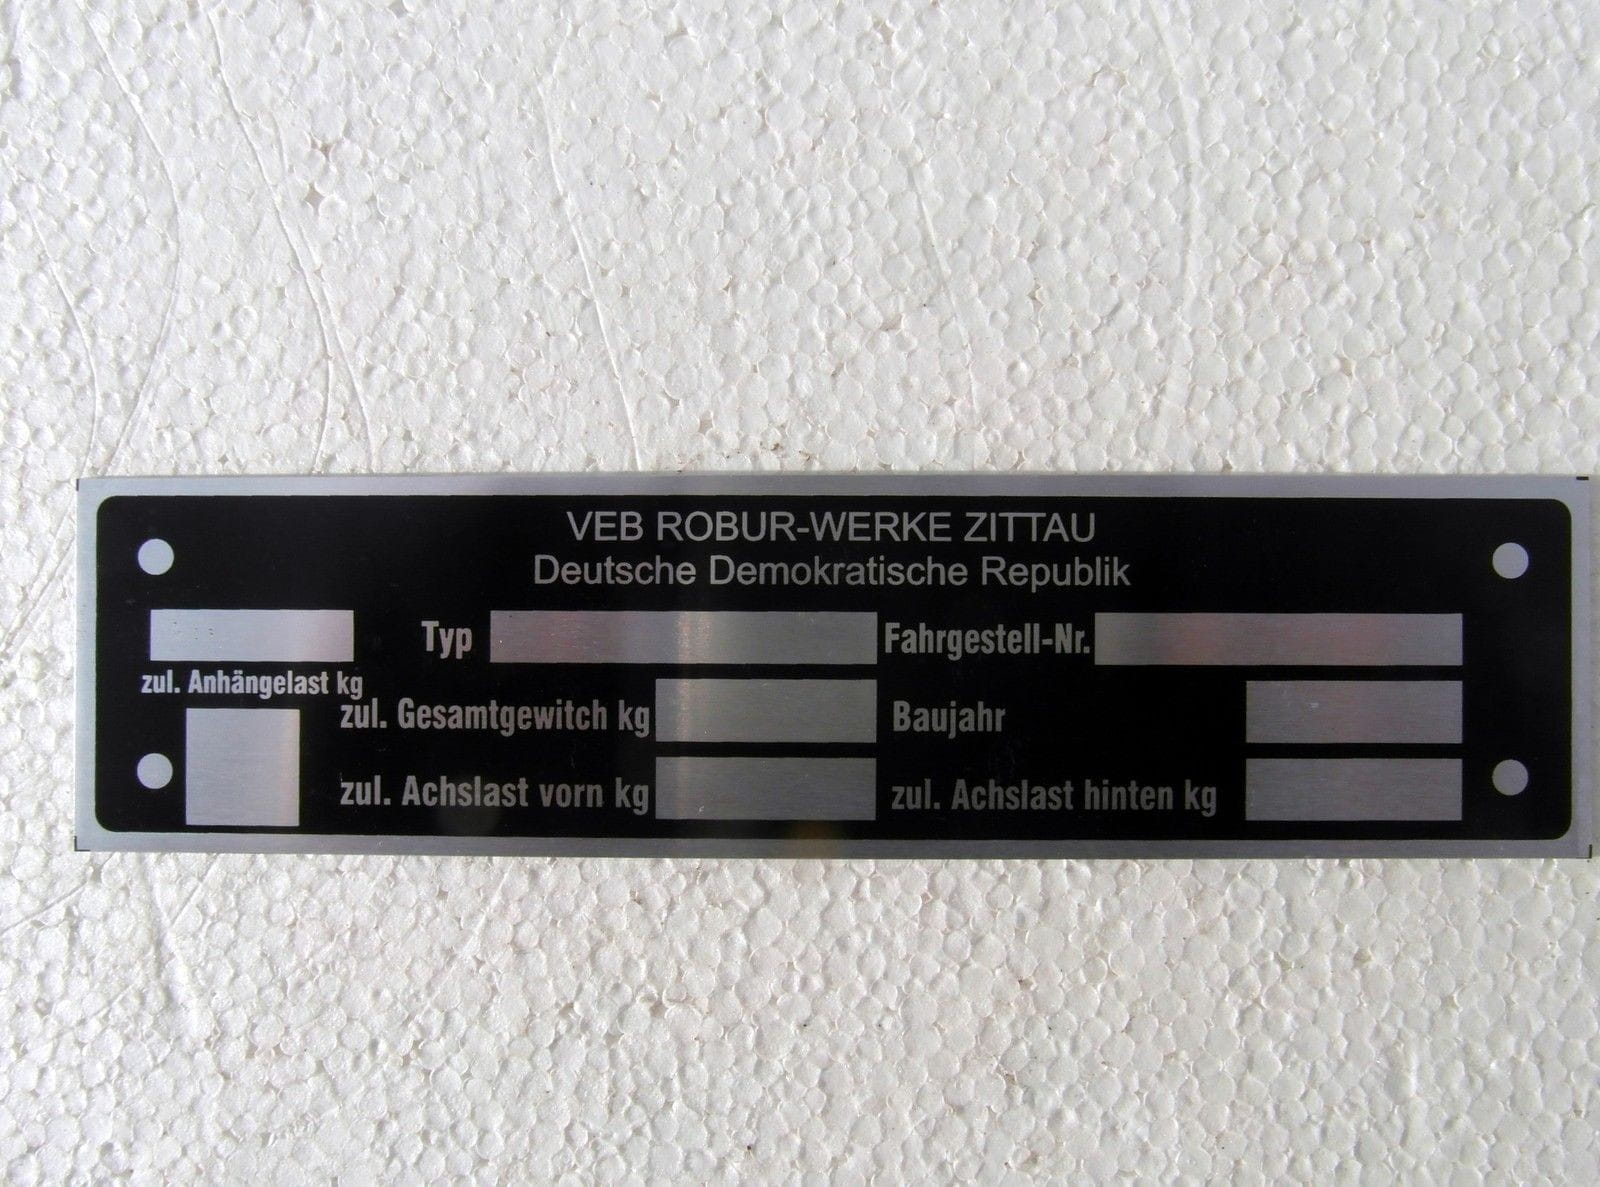 VEB ROBUR-WERKE ZITTAU
Deutsche Demokratische Republik
Typ
Fahrgestell-Nr.
zul. Anhängelast kg
zul. Gesamtgewitch kg
Baujahr
zul. Achslast vorn kg
zul. Achslast hinten kg